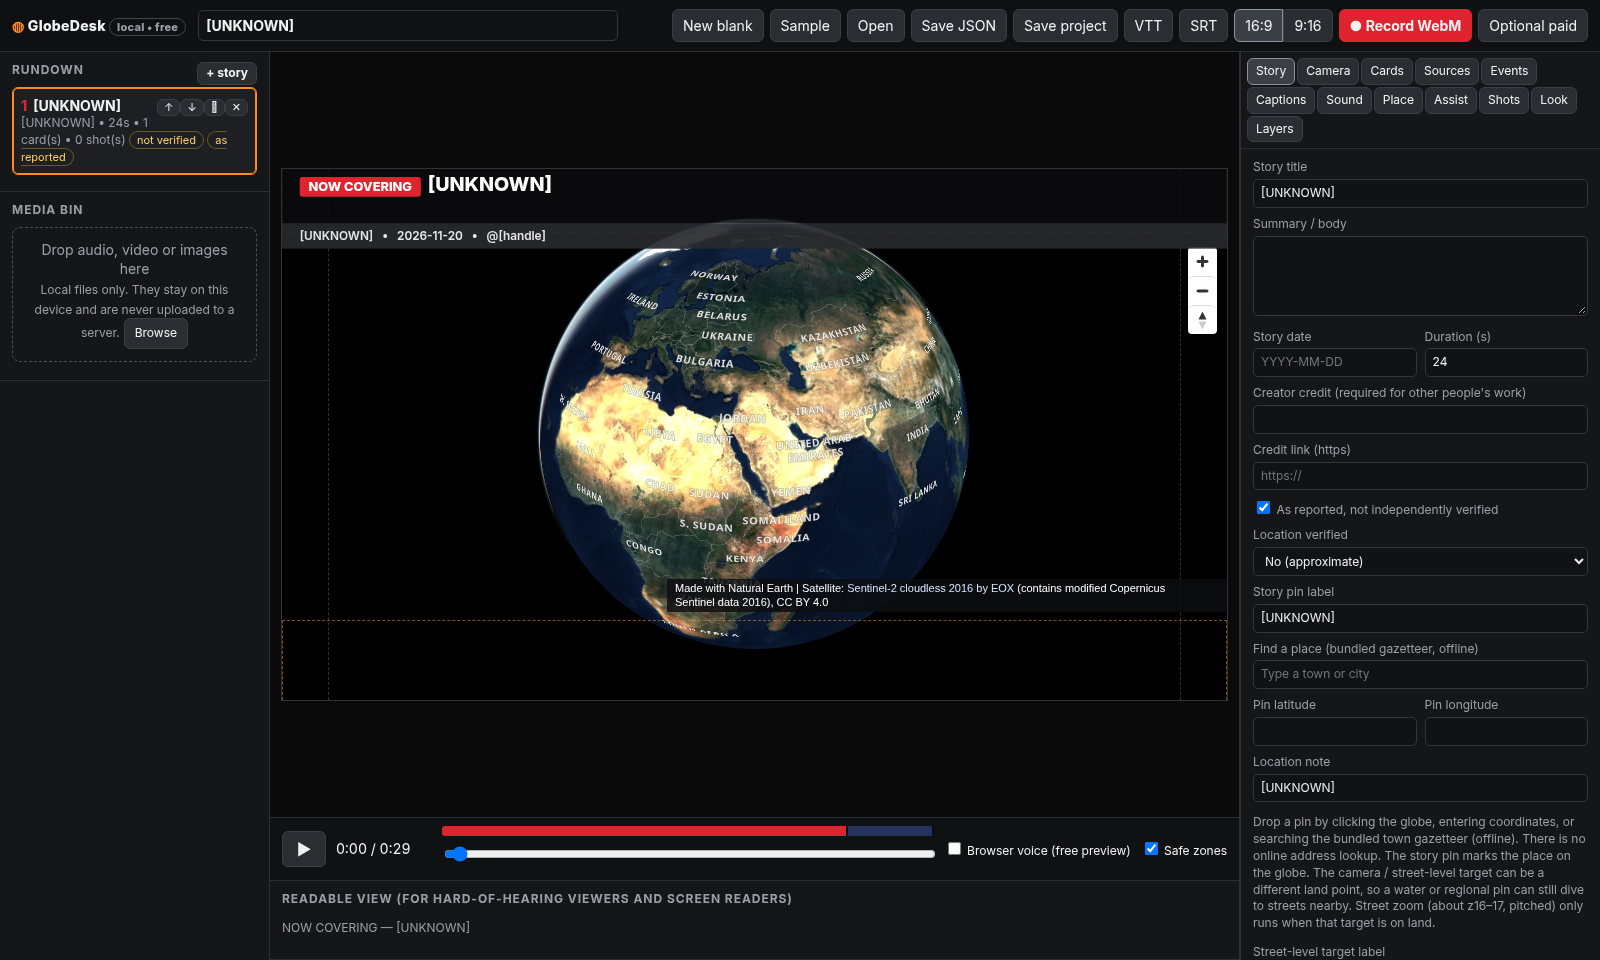 GlobeDesk local • free
[UNKNOWN]
New blank
Sample
Open
Save JSON
Save project
VTT
SRT
16:9
9:16
Record WebM
Optional paid
RUNDOWN
+ story
1 [UNKNOWN]
↑ ↓ ✕
[UNKNOWN] • 24s • 1
card(s) • 0 shot(s) not verified as
reported
MEDIA BIN
Drop audio, video or images
here
Local files only. They stay on this
device and are never uploaded to a
server. Browse
NOW COVERING [UNKNOWN]
[UNKNOWN] • 2026-11-20 • @[handle]
NORWAY
RUSSIA
IRELAND
ESTONIA
BELARUS
UKRAINE
KAZAKHSTAN
PORTUGAL
BULGARIA
UZBEKISTAN
CHINA
TUNISIA
JORDAN
IRAN
PAKISTAN
BHUTAN
LIBYA
EGYPT
UNITED ARAB
EMIRATES
INDIA
MALI
GHANA
CHAD
SUDAN
YEMEN
SRI LANKA
S. SUDAN
SOMALILAND
SOMALIA
CONGO
KENYA
Made with Natural Earth | Satellite: Sentinel-2 cloudless 2016 by EOX (contains modified Copernicus
Sentinel data 2016), CC BY 4.0
0:00 / 0:29
Browser voice (free preview)
Safe zones
READABLE VIEW (FOR HARD-OF-HEARING VIEWERS AND SCREEN READERS)
NOW COVERING — [UNKNOWN]
Story
Camera
Cards
Sources
Events
Captions
Sound
Place
Assist
Shots
Look
Layers
Story title
[UNKNOWN]
Summary / body
Story date
Duration (s)
YYYY-MM-DD
24
Creator credit (required for other people's work)
Credit link (https)
https://
As reported, not independently verified
Location verified
No (approximate)
Story pin label
[UNKNOWN]
Find a place (bundled gazetteer, offline)
Type a town or city
Pin latitude
Pin longitude
Location note
[UNKNOWN]
Drop a pin by clicking the globe, entering coordinates, or
searching the bundled town gazetteer (offline). There is no
online address lookup. The story pin marks the place on
the globe. The camera / street-level target can be a
different land point, so a water or regional pin can still dive
to streets nearby. Street zoom (about z16–17, pitched) only
runs when that target is on land.
Street-level target label